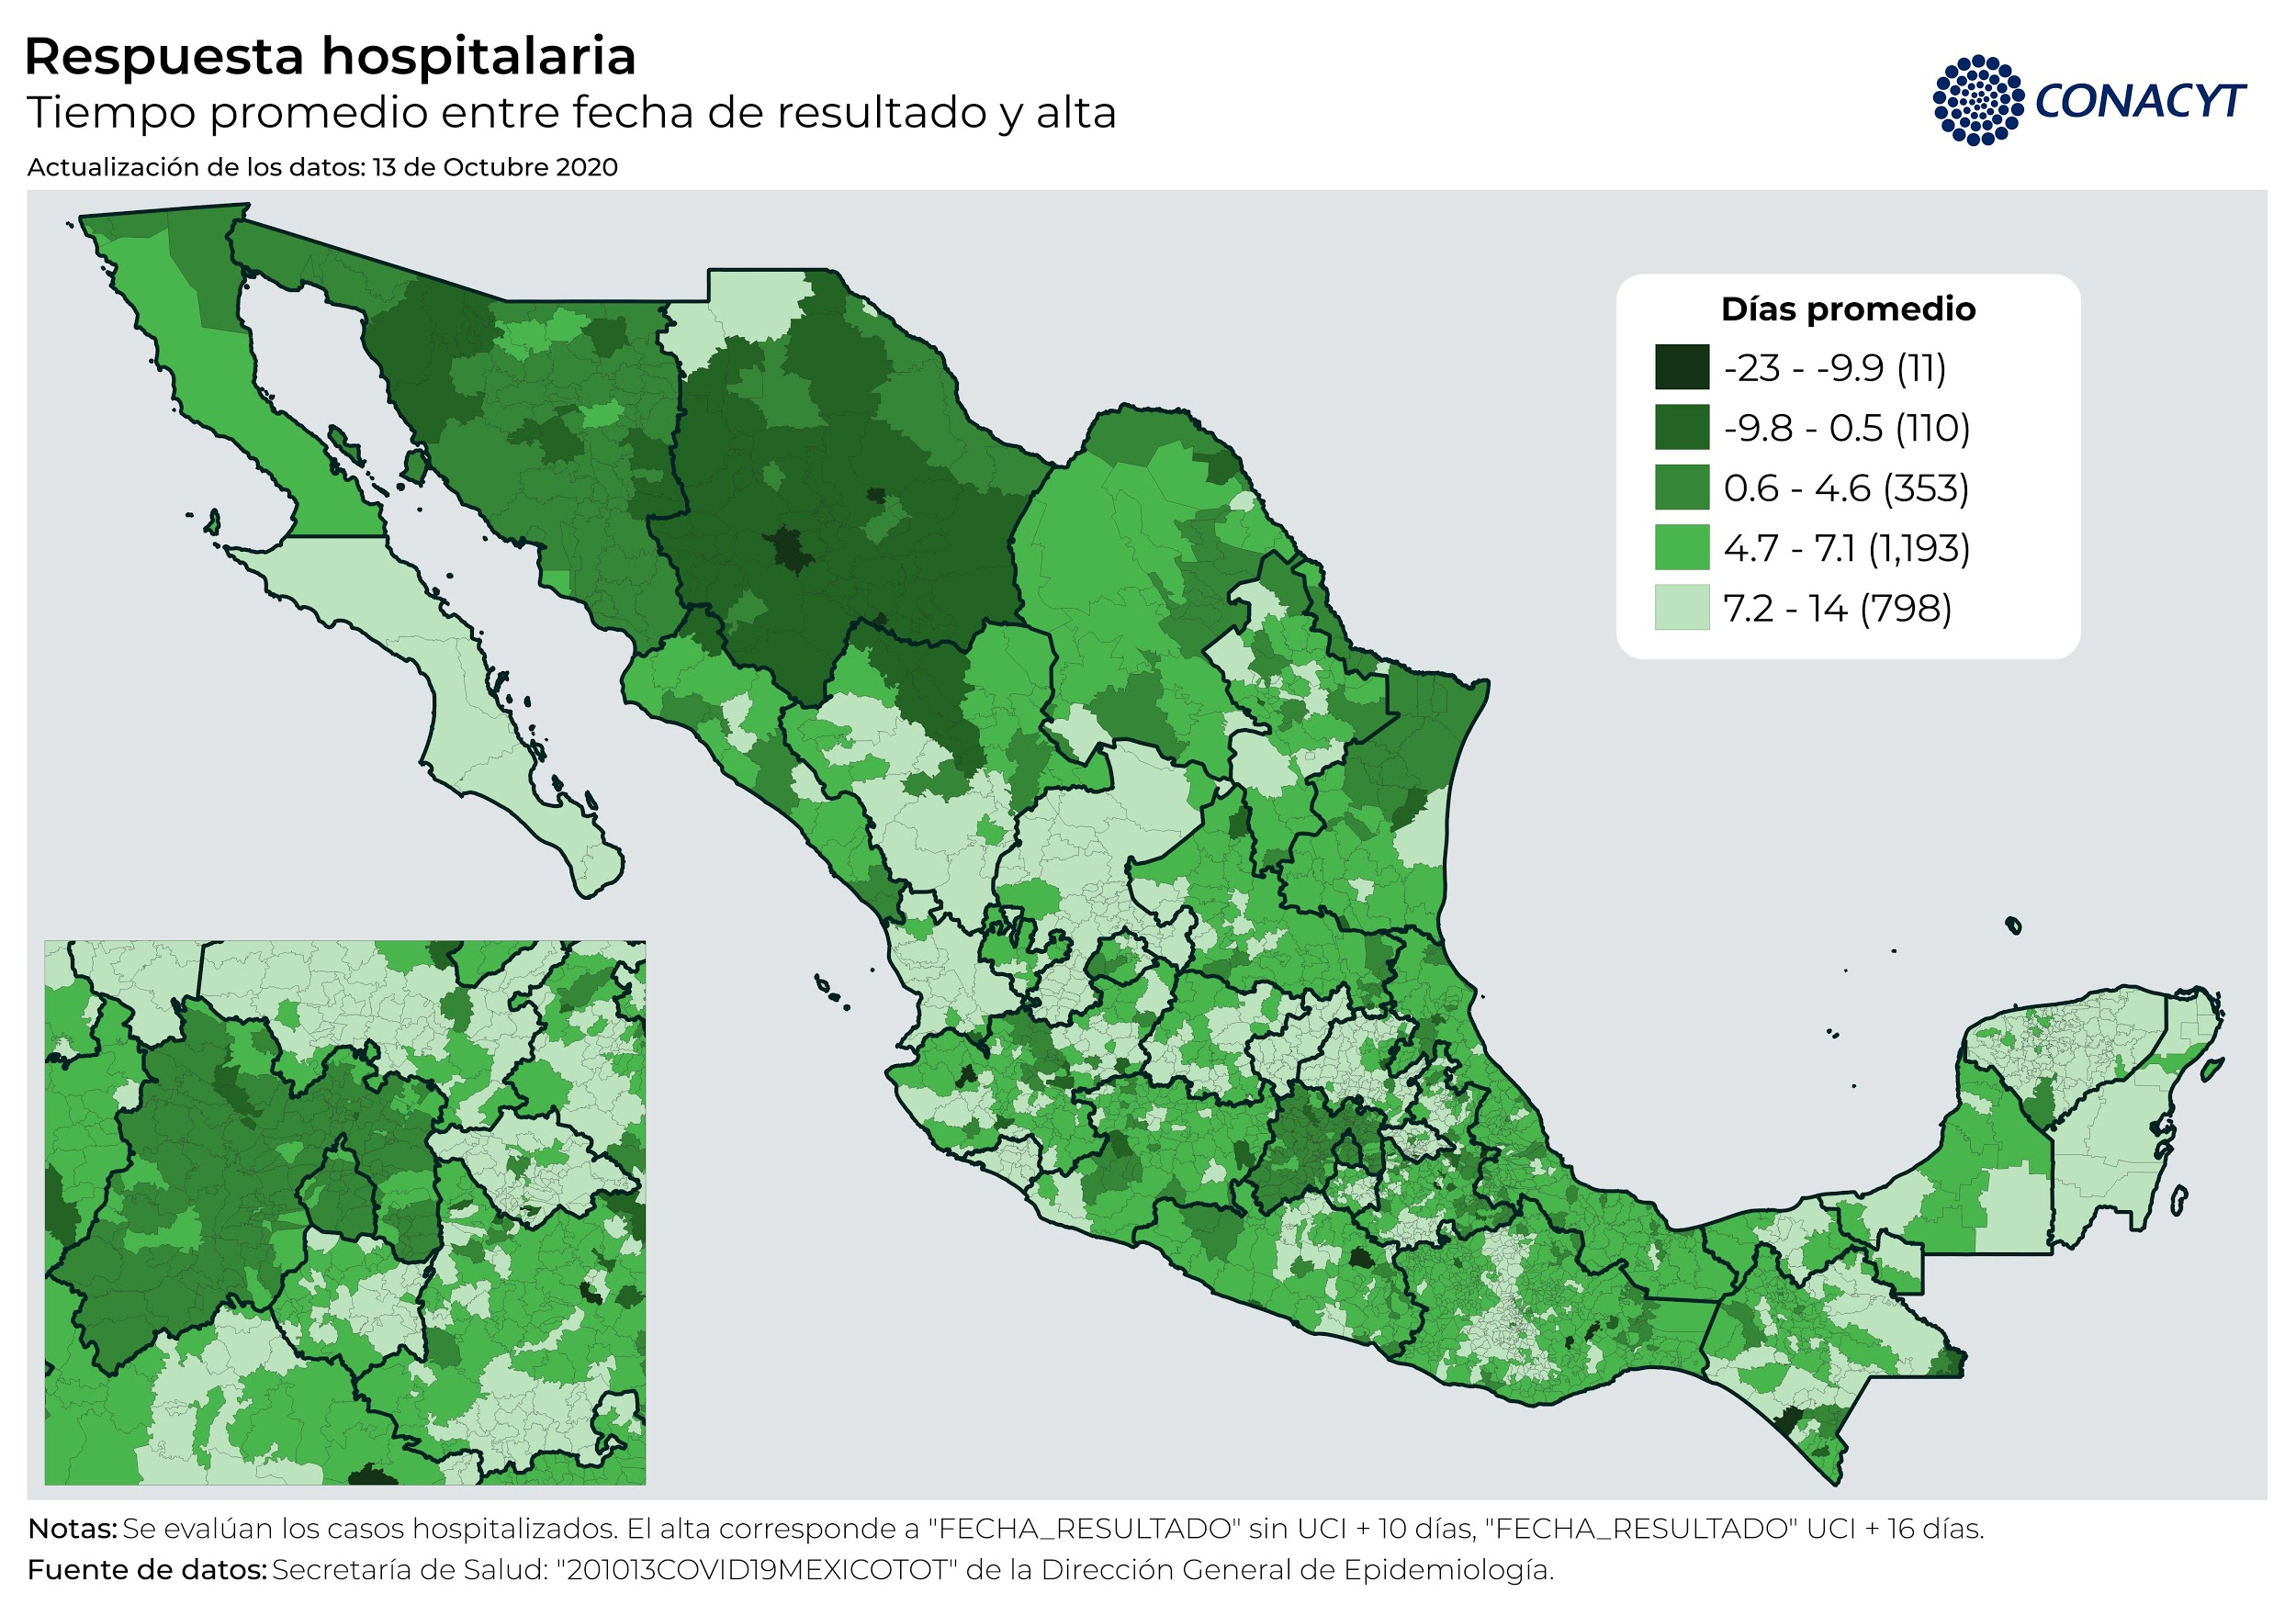 Respuesta hospitalaria
Tiempo promedio entre fecha de resultado y alta
Actualización de los datos: 13 de Octubre 2020
CONACYT
Días promedio
-23 - -9.9 (11)
-9.8 - 0.5 (110)
0.6 - 4.6 (353)
4.7 - 7.1 (1,193)
7.2 - 14 (798)
Notas: Se evalúan los casos hospitalizados. El alta corresponde a "FECHA_RESULTADO" sin UCI + 10 días, "FECHA_RESULTADO" UCI + 16 días.
Fuente de datos: Secretaría de Salud: "201013COVID19MEXICOTOT" de la Dirección General de Epidemiología.